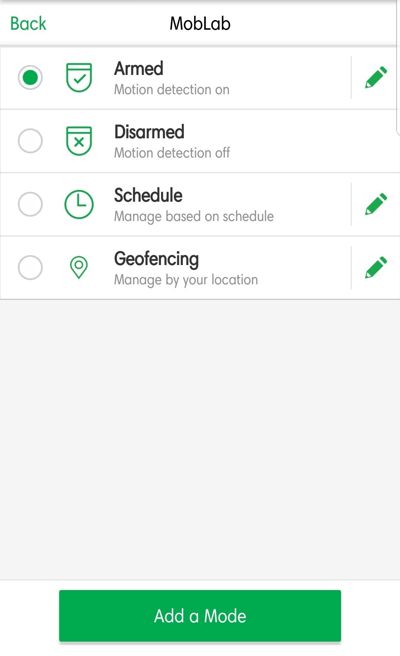 Back
MobLab
Armed
Motion detection on
Disarmed
Motion detection off
Schedule
Manage based on schedule
Geofencing
Manage by your location
Add a Mode